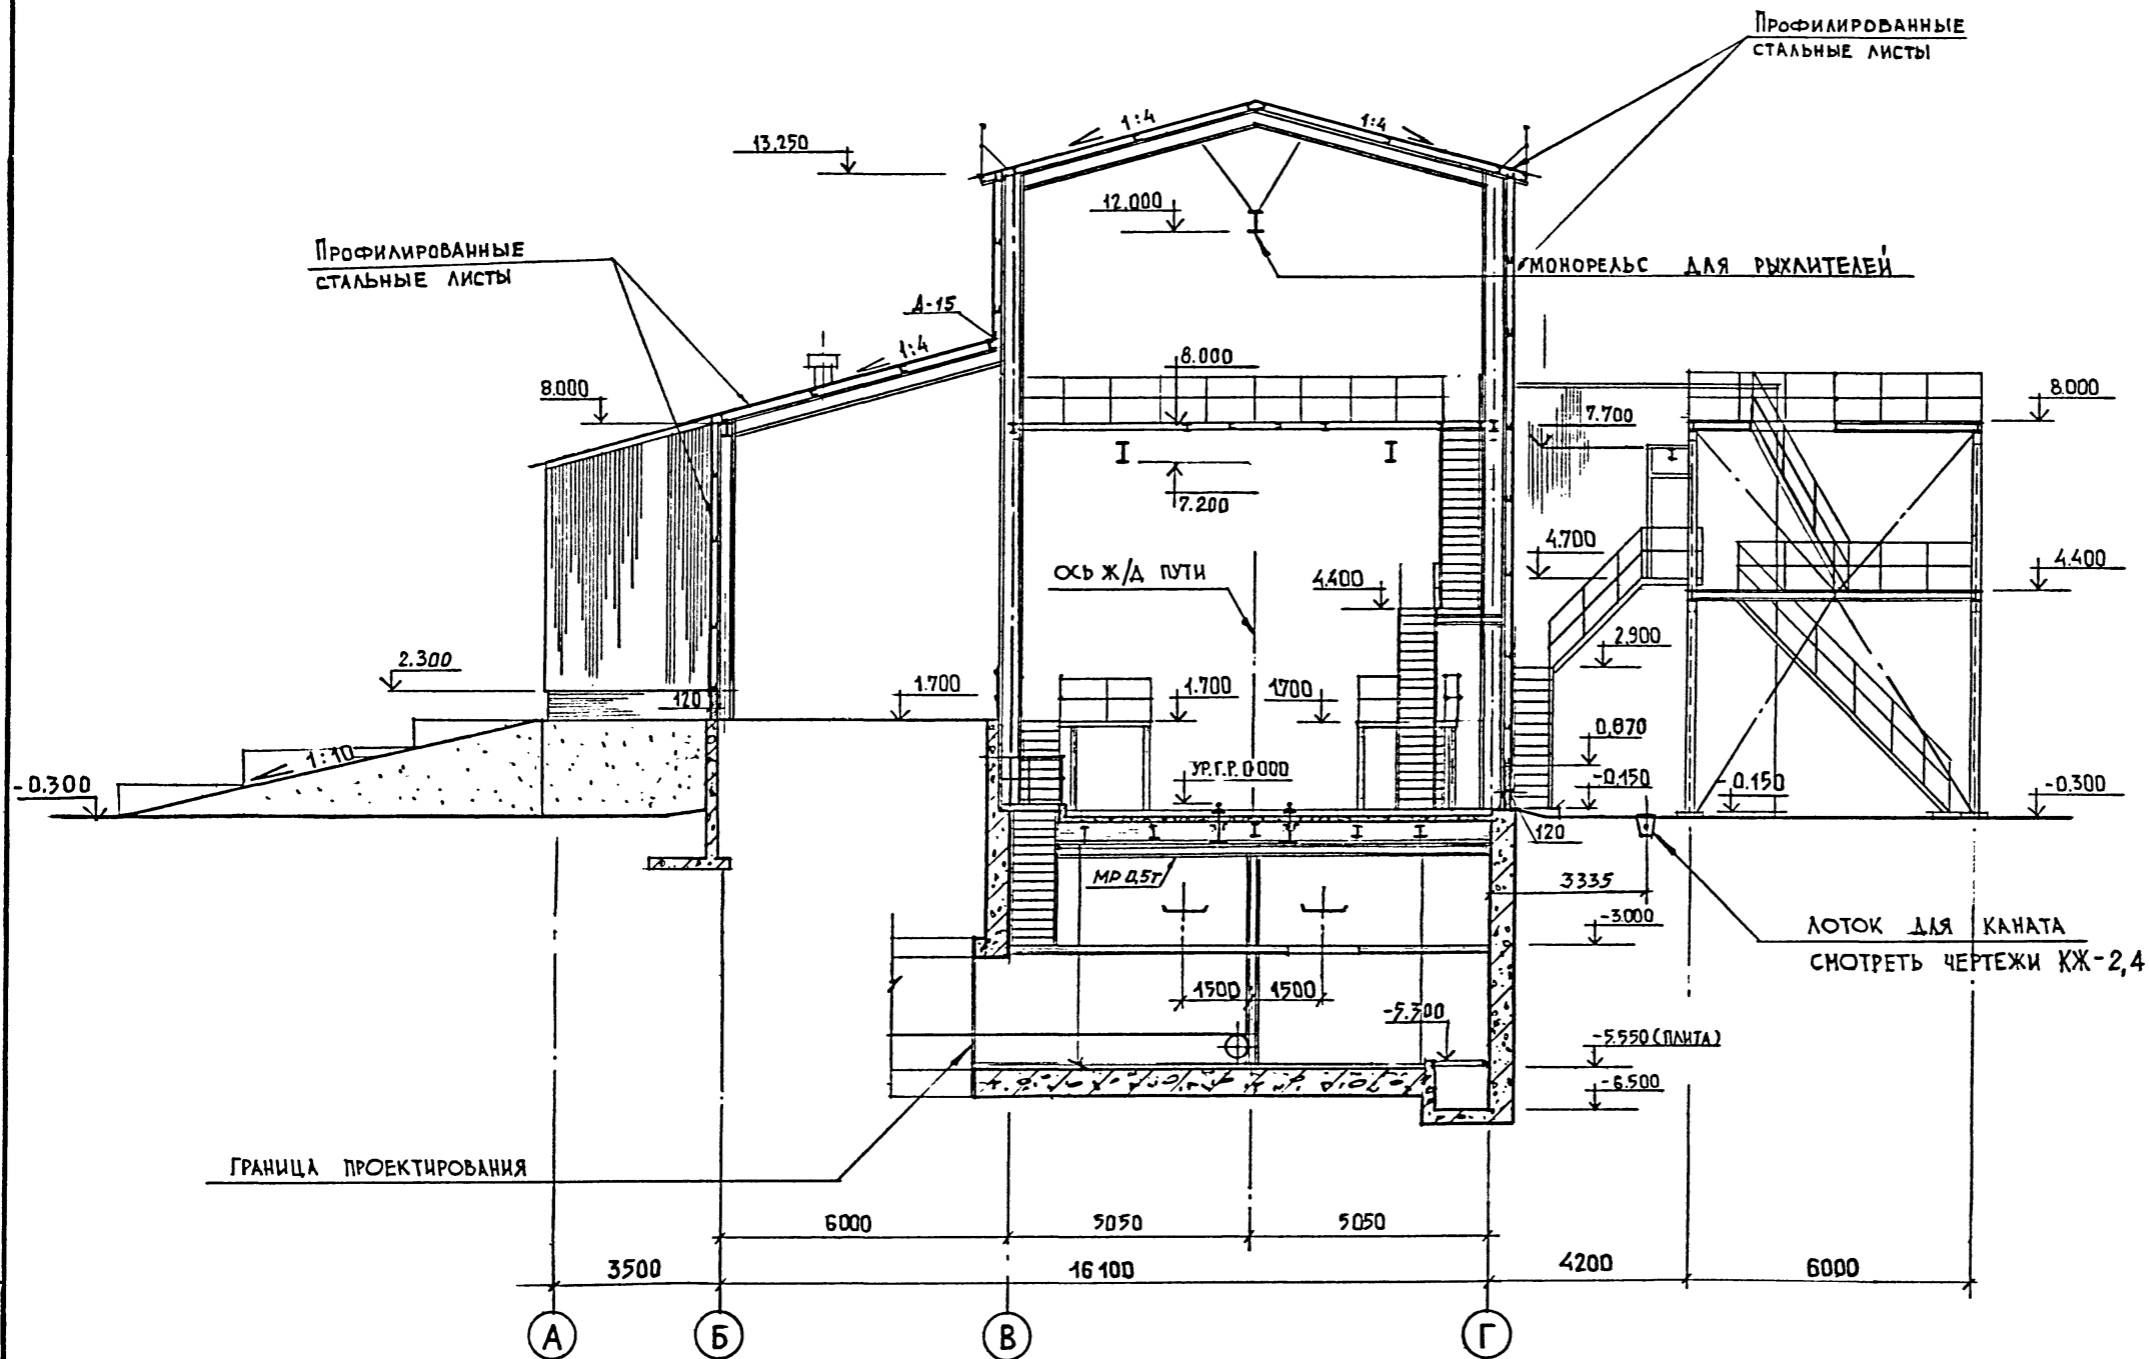 Профилированные
стальные листы
1:4
1:4
13,250
12.000
Профилированные
стальные листы
МОНОРЕЛЬС ДЛЯ РЫХЛИТЕЛЕЙ
Д-15
1:4
8.000
8.000
8.000
7.700
7.200
4.700
4.400
ОСЬ Ж/Д ПУТИ
4.400
2.900
2.300
120
1.700
1.700
1700
0,870
1:10
УР.Г.Р. 0.000
-0.300
-0.150
-0.150
-0.300
120
МР 0,5т
3335
-3.000
ЛОТОК ДЛЯ КАНАТА
СМОТРЕТЬ ЧЕРТЕЖИ КЖ-2,4
1500
1500
-5.300
-5.550 (ПЛИТА)
-6.500
ГРАНИЦА ПРОЕКТИРОВАНИЯ
6000
5050
5050
3500
16100
4200
6000
А
Б
В
Г